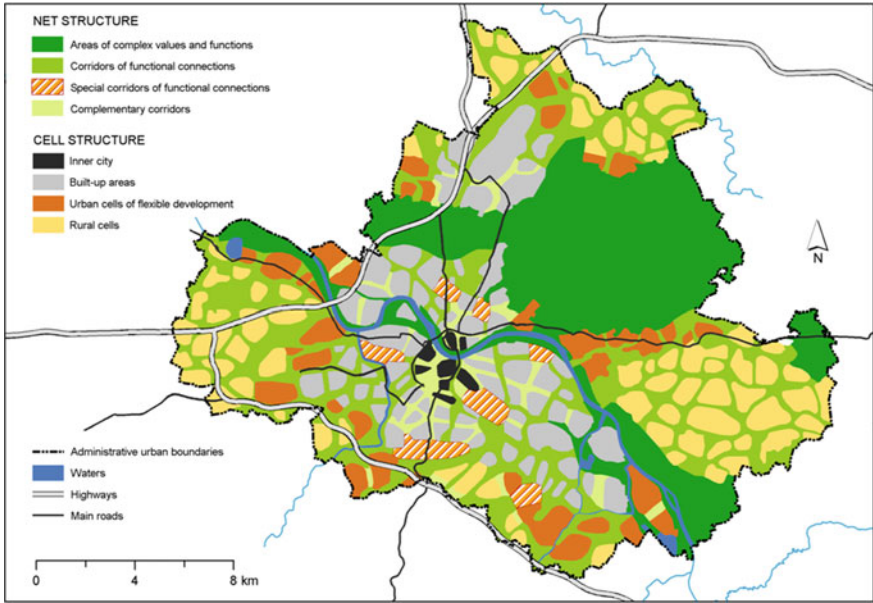 NET STRUCTURE
Areas of complex values and functions
Corridors of functional connections
Special corridors of functional connections
Complementary corridors
CELL STRUCTURE
Inner city
Built-up areas
Urban cells of flexible development
Rural cells
N
Administrative urban boundaries
Waters
Highways
Main roads
0 4 8 km